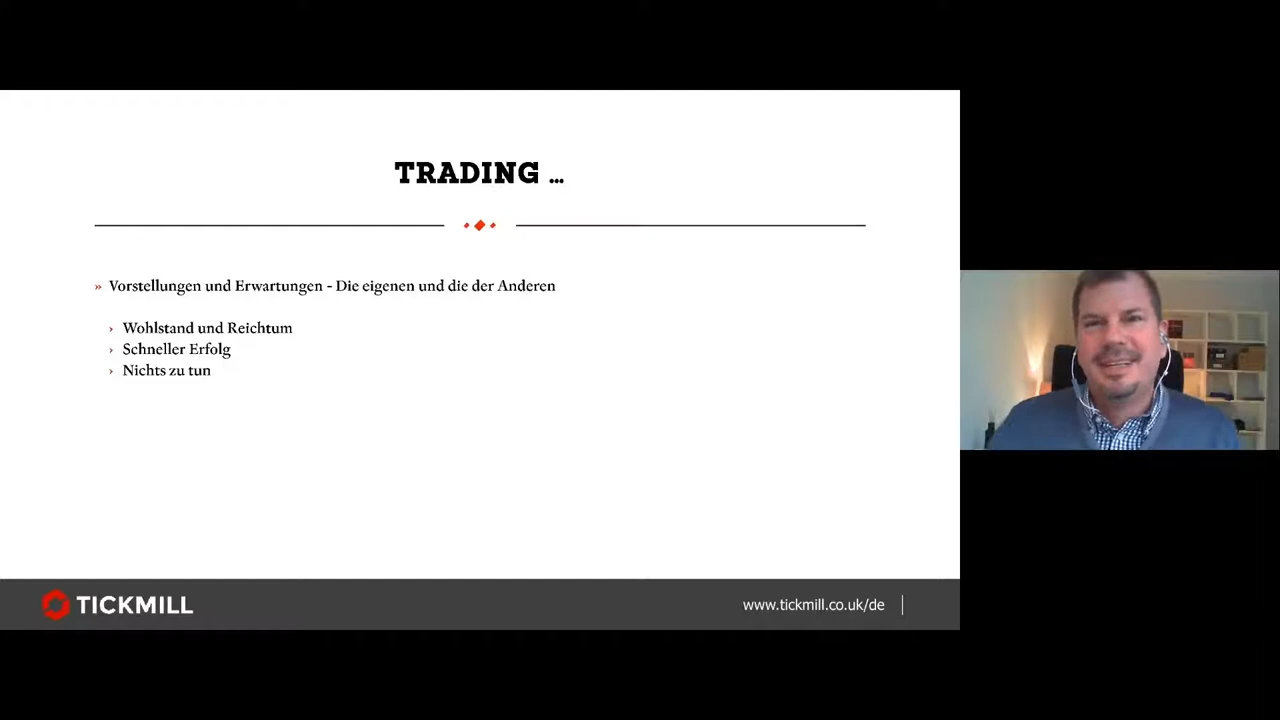 TRADING ...
» Vorstellungen und Erwartungen - Die eigenen und die der Anderen
› Wohlstand und Reichtum
› Schneller Erfolg
› Nichts zu tun
TICKMILL
www.tickmill.co.uk/de